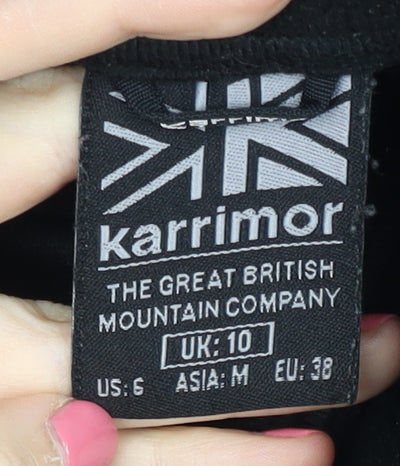 karrimor
THE GREAT BRITISH
MOUNTAIN COMPANY
UK: 10
US: 6 ASIA: M EU: 38